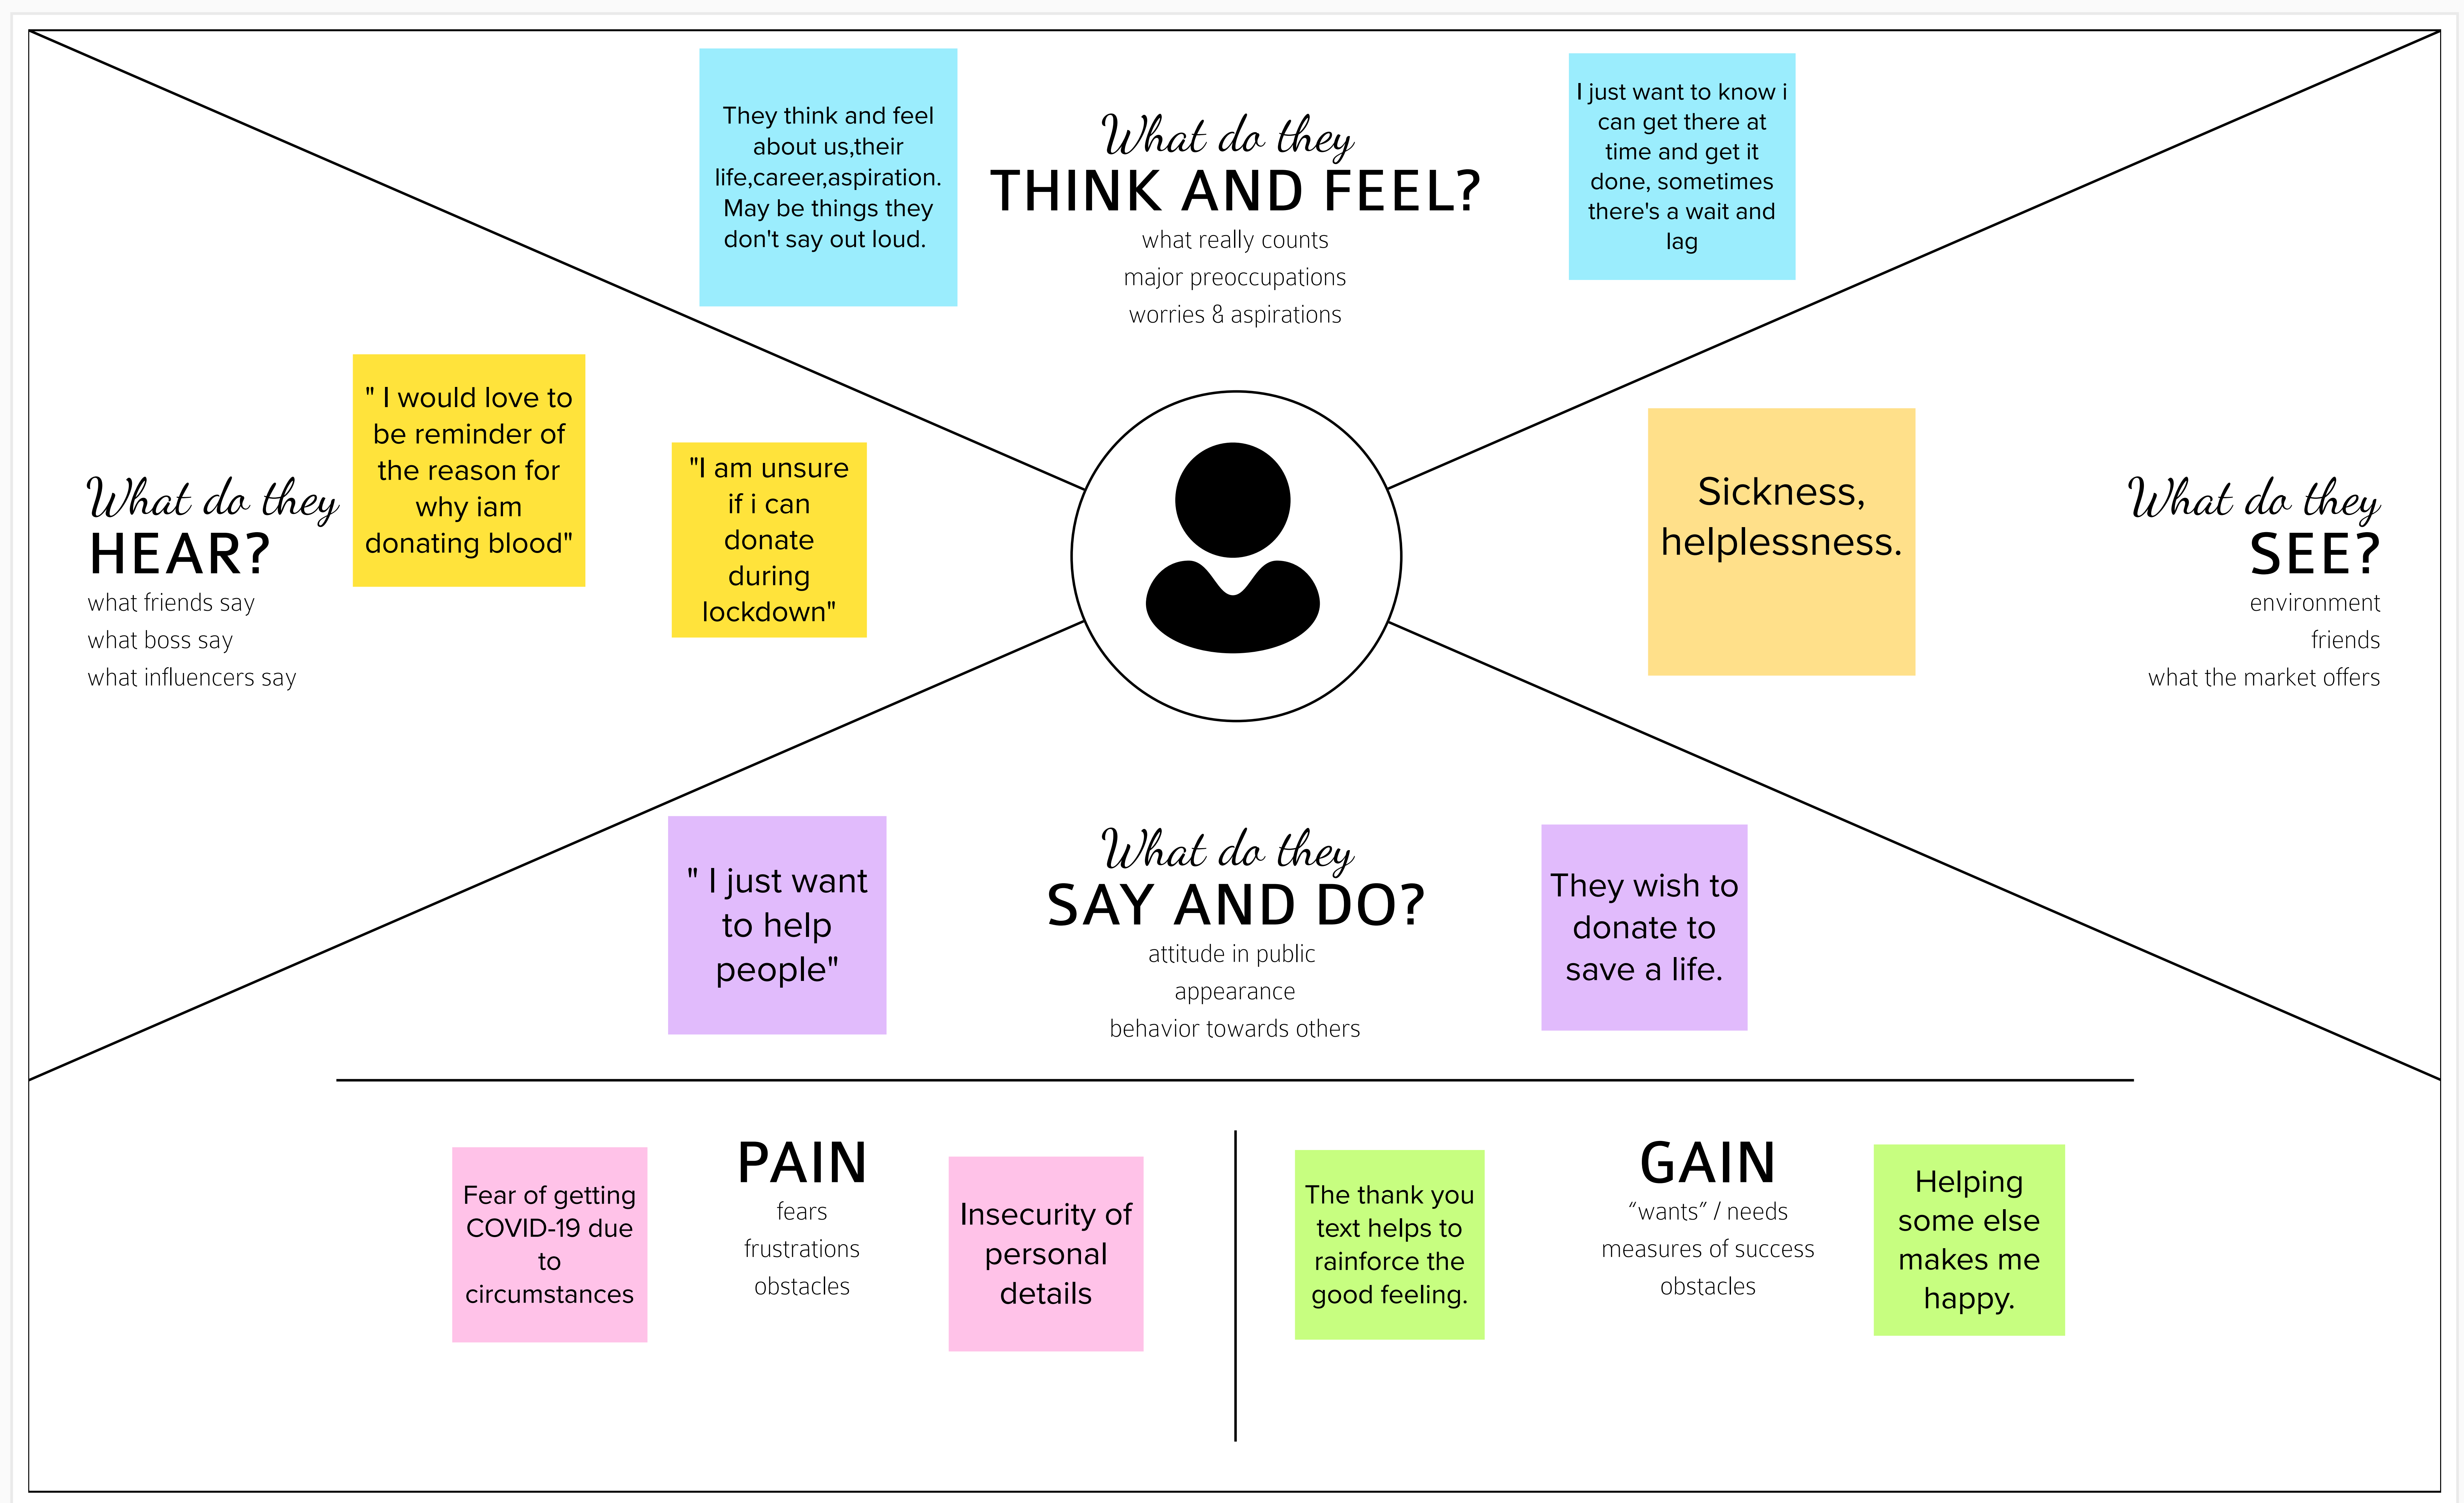 They think and feel
about us,their
life,career,aspiration.
May be things they
don't say out loud.
What do they
THINK AND FEEL?
what really counts
major preoccupations
worries & aspirations
I just want to know i
can get there at
time and get it
done, sometimes
there's a wait and
lag
What do they
HEAR?
what friends say
what boss say
what influencers say
" I would love to
be reminder of
the reason for
why iam
donating blood"
"I am unsure
if i can
donate
during
lockdown"
Sickness,
helplessness.
What do they
SEE?
environment
friends
what the market offers
" I just want
to help
people"
What do they
SAY AND DO?
attitude in public
appearance
behavior towards others
They wish to
donate to
save a life.
Fear of getting
COVID-19 due
to
circumstances
PAIN
fears
frustrations
obstacles
Insecurity of
personal
details
The thank you
text helps to
rainforce the
good feeling.
GAIN
“wants” / needs
measures of success
obstacles
Helping
some else
makes me
happy.